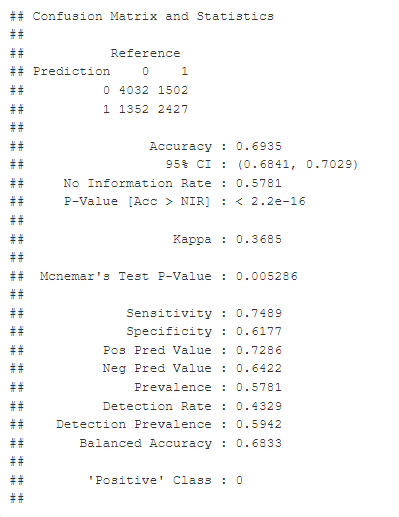 ## Confusion Matrix and Statistics
##
##           Reference
## Prediction    0    1
##          0 4032 1502
##          1 1352 2427
##
##                Accuracy : 0.6935
##                  95% CI : (0.6841, 0.7029)
##     No Information Rate : 0.5781
##     P-Value [Acc > NIR] : < 2.2e-16
##
##                   Kappa : 0.3685
##
##  Mcnemar's Test P-Value : 0.005286
##
##             Sensitivity : 0.7489
##             Specificity : 0.6177
##          Pos Pred Value : 0.7286
##          Neg Pred Value : 0.6422
##              Prevalence : 0.5781
##          Detection Rate : 0.4329
##    Detection Prevalence : 0.5942
##       Balanced Accuracy : 0.6833
##
##        'Positive' Class : 0
##